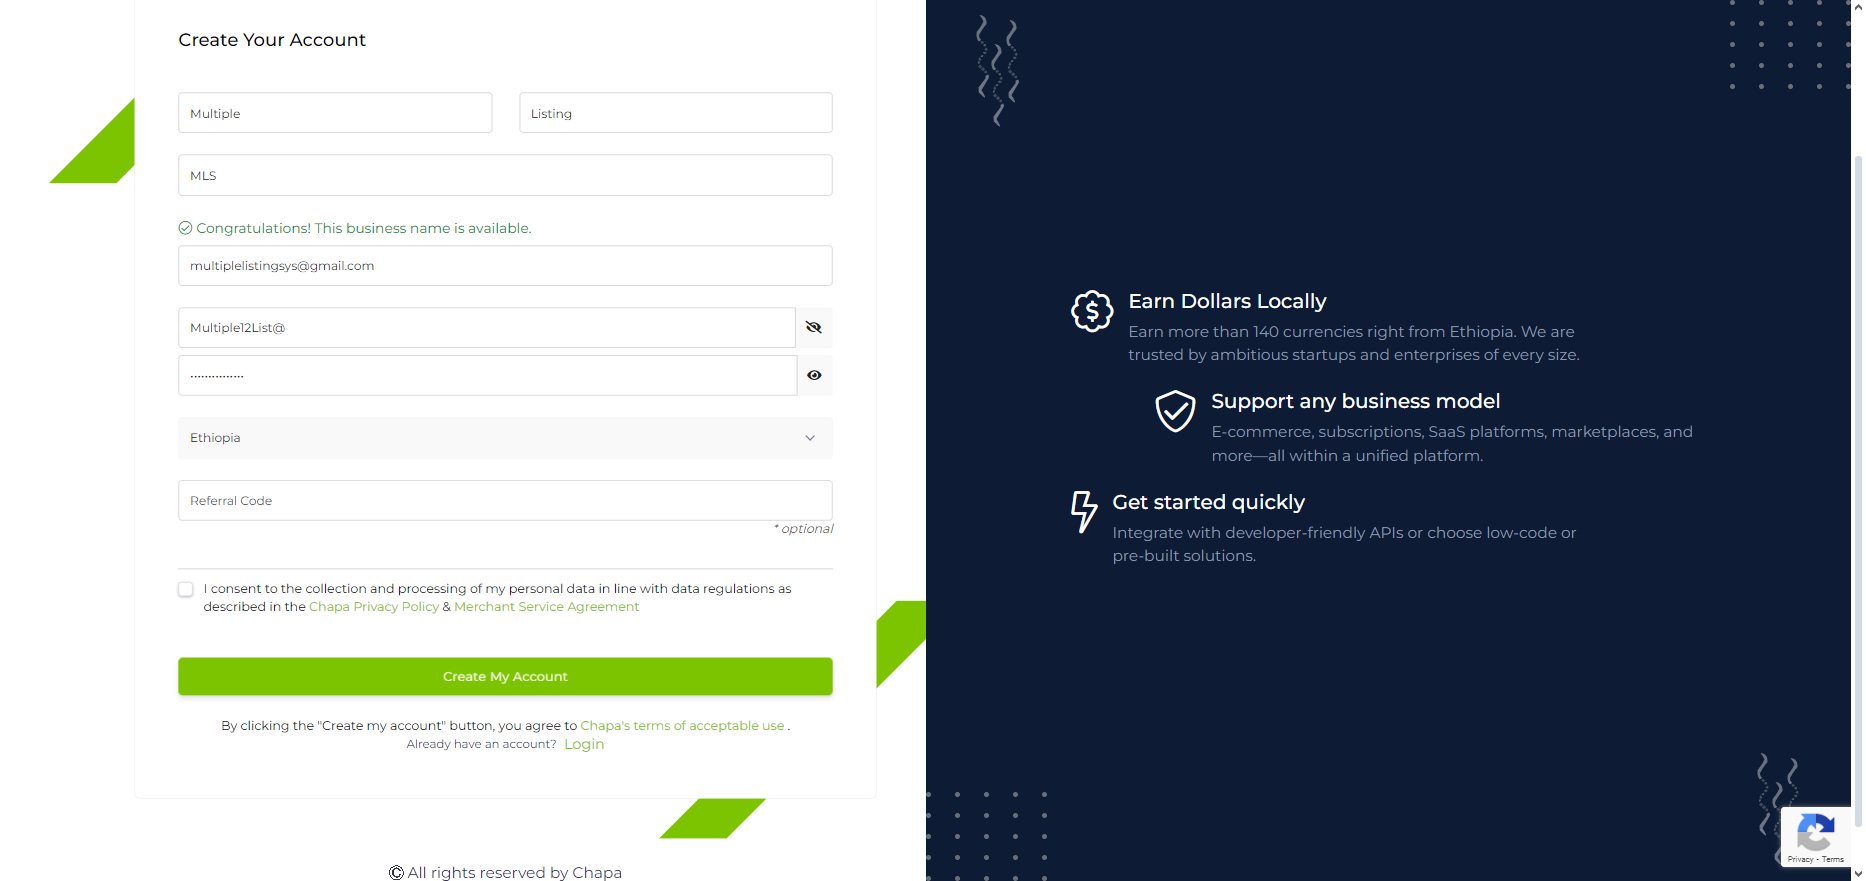 Create Your Account
Multiple
Listing
MLS
Congratulations! This business name is available.
multiplelistingsys@gmail.com
Multiple12List@
Ethiopia
Referral Code
* optional
I consent to the collection and processing of my personal data in line with data regulations as
described in the Chapa Privacy Policy & Merchant Service Agreement
Create My Account
By clicking the "Create my account" button, you agree to Chapa's terms of acceptable use .
Already have an account? Login
© All rights reserved by Chapa
Earn Dollars Locally
Earn more than 140 currencies right from Ethiopia. We are
trusted by ambitious startups and enterprises of every size.
Support any business model
E-commerce, subscriptions, SaaS platforms, marketplaces, and
more—all within a unified platform.
Get started quickly
Integrate with developer-friendly APIs or choose low-code or
pre-built solutions.
Privacy - Terms